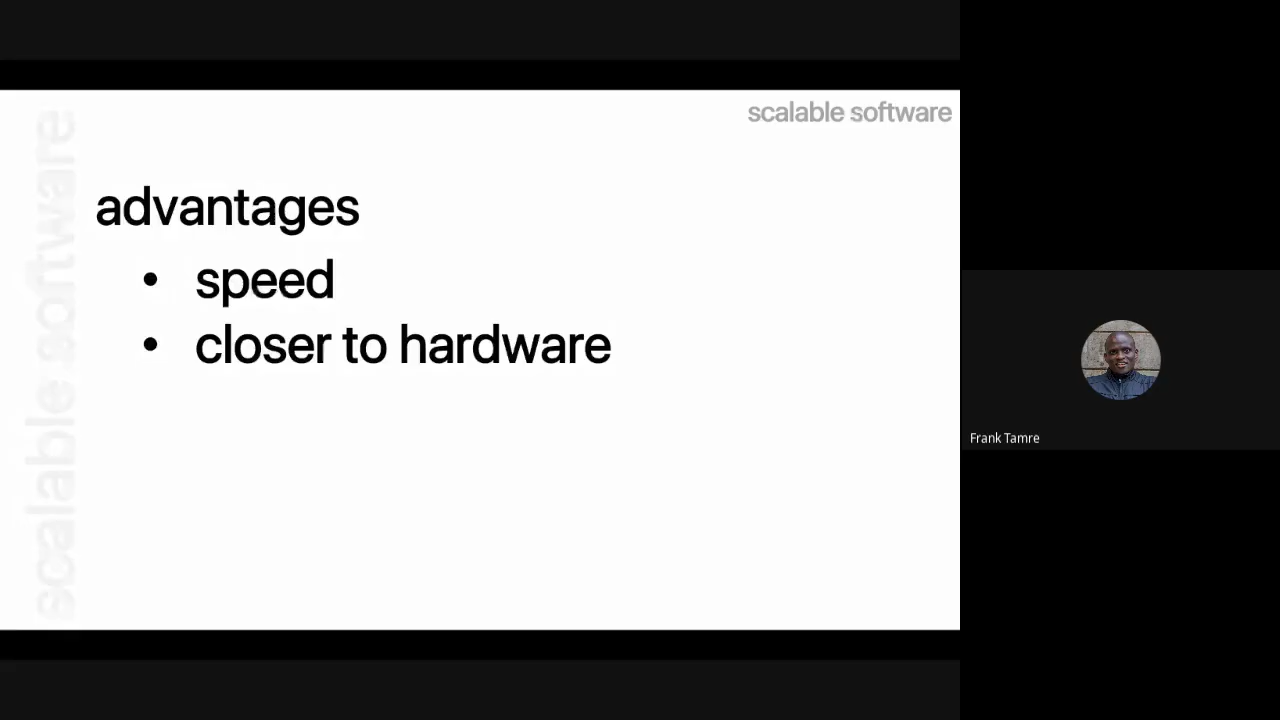 scalable software
scalable software
advantages
• speed
• closer to hardware
Frank Tamre